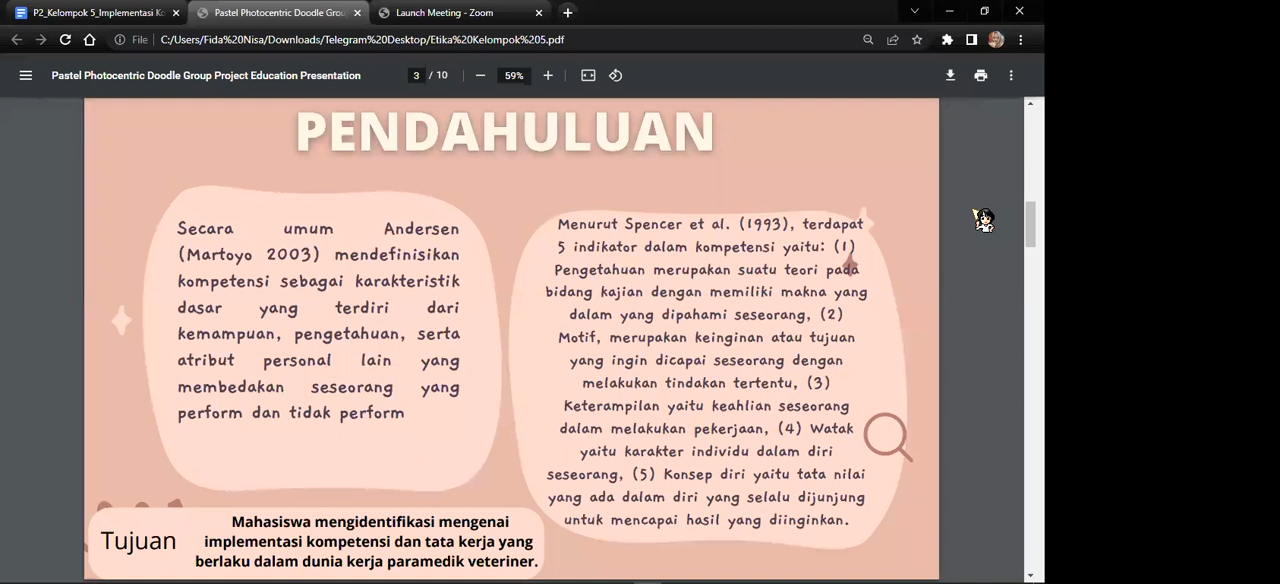 P2_Kelompok 5_Implementasi Ko
Pastel Photocentric Doodle Grou
Launch Meeting - Zoom
File
C:/Users/Fida%20Nisa/Downloads/Telegram%20Desktop/Etika%20Kelompok%205.pdf
Pastel Photocentric Doodle Group Project Education Presentation
3 / 10
59%
PENDAHULUAN
Secara umum Andersen
(Martoyo 2003) mendefinisikan
kompetensi sebagai karakteristik
dasar yang terdiri dari
kemampuan, pengetahuan, serta
atribut personal lain yang
membedakan seseorang yang
perform dan tidak perform
Menurut Spencer et al. (1993), terdapat
5 indikator dalam kompetensi yaitu: (1)
Pengetahuan merupakan suatu teori pada
bidang kajian dengan memiliki makna yang
dalam yang dipahami seseorang, (2)
Motif, merupakan keinginan atau tujuan
yang ingin dicapai seseorang dengan
melakukan tindakan tertentu, (3)
Keterampilan yaitu keahlian seseorang
dalam melakukan pekerjaan, (4) Watak
yaitu karakter individu dalam diri
seseorang, (5) Konsep diri yaitu tata nilai
yang ada dalam diri yang selalu dijunjung
untuk mencapai hasil yang diinginkan.
Tujuan
Mahasiswa mengidentifikasi mengenai
implementasi kompetensi dan tata kerja yang
berlaku dalam dunia kerja paramedik veteriner.